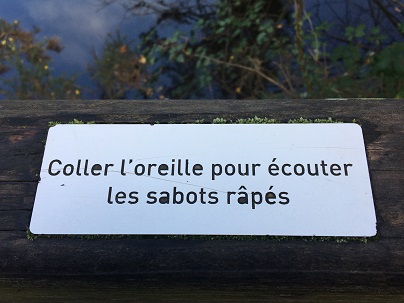 Coller l'oreille pour écouter
les sabots râpés